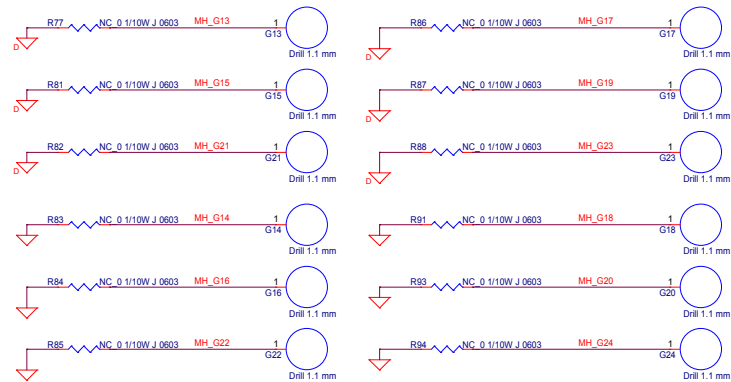 R77 NC_0 1/10W J 0603 MH_G13 1
G13
D
Drill 1.1 mm
R86 NC_0 1/10W J 0603 MH_G17 1
G17
D
Drill 1.1 mm
R81 NC_0 1/10W J 0603 MH_G15 1
G15
D
Drill 1.1 mm
R87 NC_0 1/10W J 0603 MH_G19 1
G19
D
Drill 1.1 mm
R82 NC_0 1/10W J 0603 MH_G21 1
G21
D
Drill 1.1 mm
R88 NC_0 1/10W J 0603 MH_G23 1
G23
D
Drill 1.1 mm
R83 NC_0 1/10W J 0603 MH_G14 1
G14
Drill 1.1 mm
R91 NC_0 1/10W J 0603 MH_G18 1
G18
Drill 1.1 mm
R84 NC_0 1/10W J 0603 MH_G16 1
G16
Drill 1.1 mm
R93 NC_0 1/10W J 0603 MH_G20 1
G20
Drill 1.1 mm
R85 NC_0 1/10W J 0603 MH_G22 1
G22
Drill 1.1 mm
R94 NC_0 1/10W J 0603 MH_G24 1
G24
Drill 1.1 mm